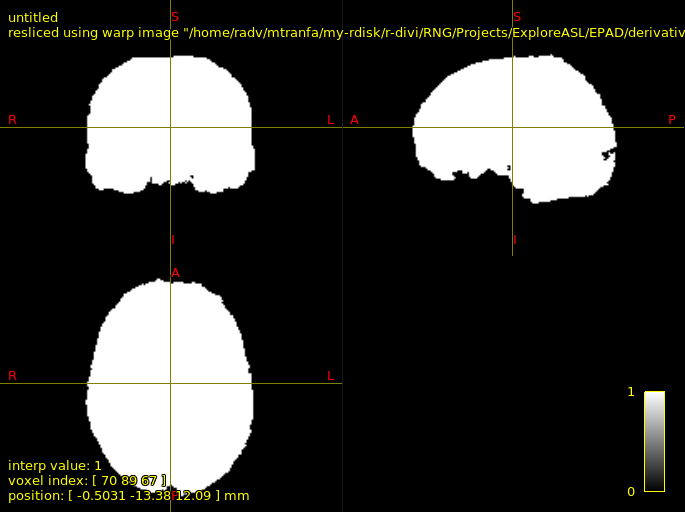 untitled
resliced using warp image "/home/radv/mtranfa/my-rdisk/r-divi/RNG/Projects/ExploreASL/EPAD/derivativ
S
S
R
L
A
P
I
I
A
R
L
1
interp value: 1
voxel index: [ 70 89 67 ]
0
position: [ -0.5031 -13.38 12.09 ] mm